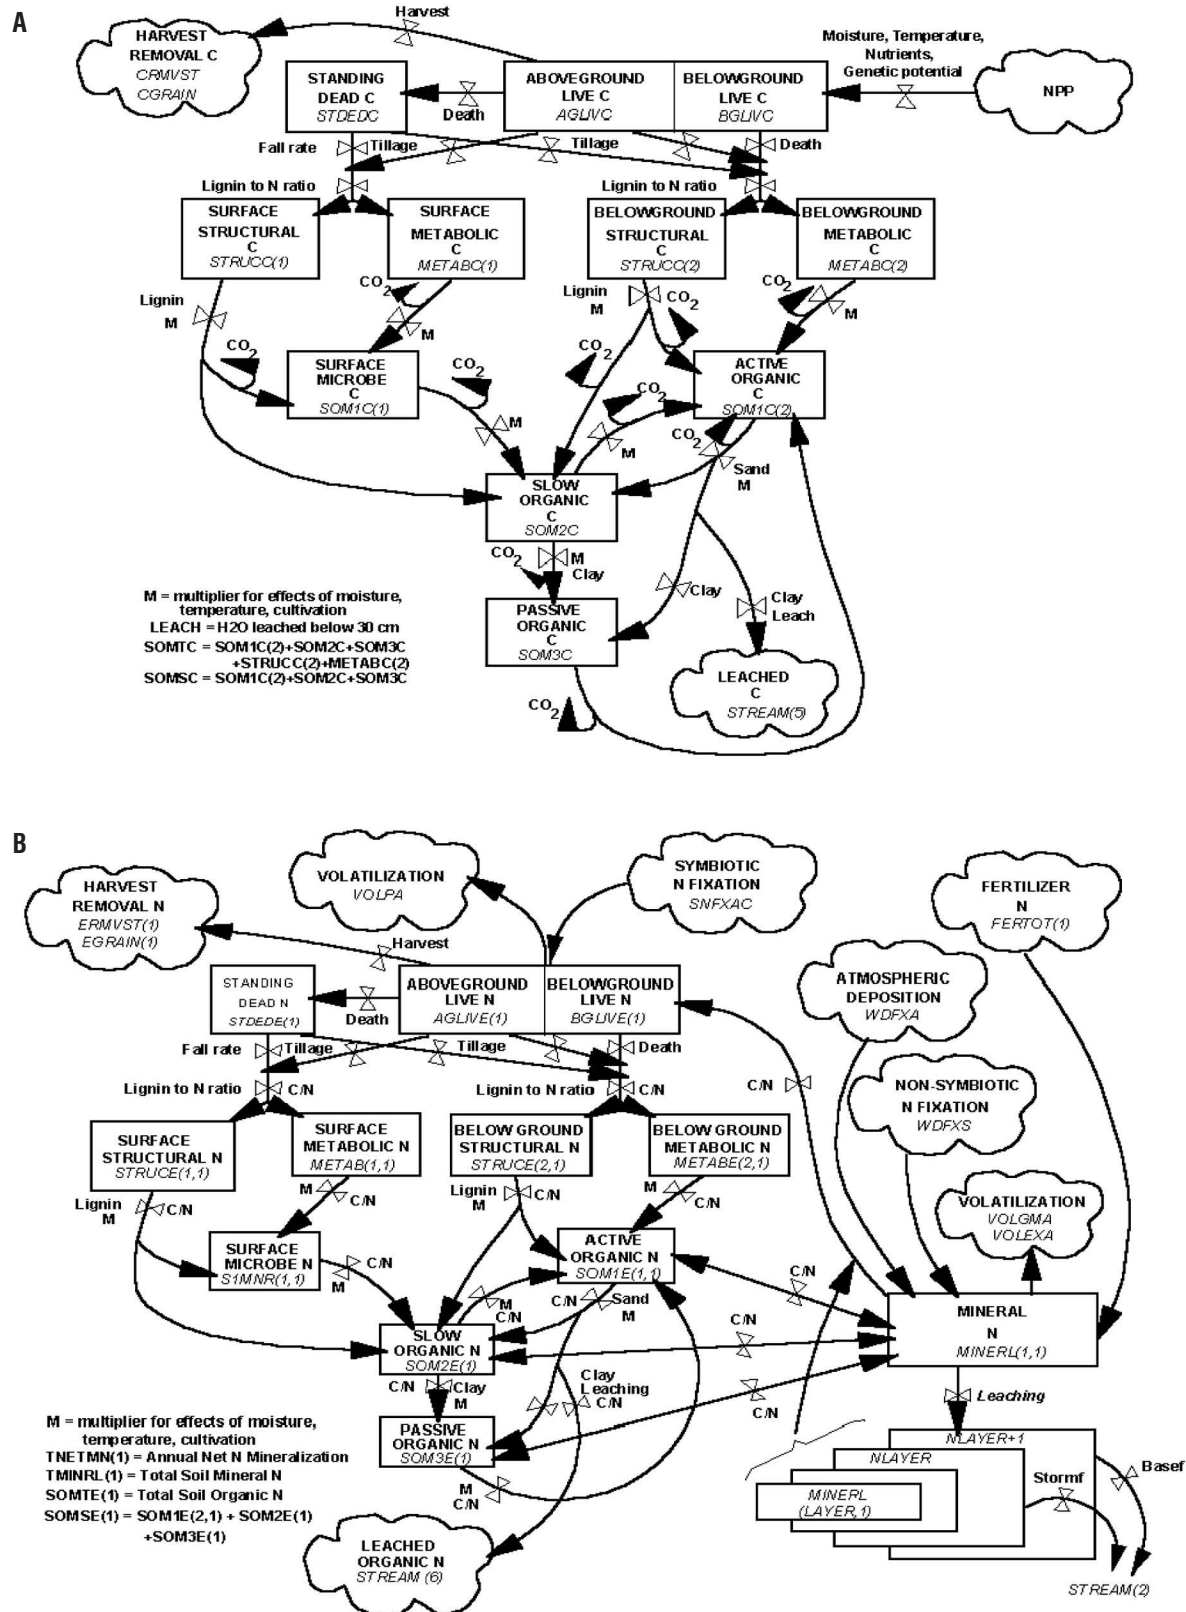 A
HARVEST
REMOVAL C
CRMVST
CGRAIN
Harvest
Moisture, Temperature,
Nutrients,
Genetic potential
NPP
STANDING
DEAD C
STDEDC
Death
ABOVEGROUND
LIVE C
AGLIVC
BELOWGROUND
LIVE C
BGLIVC
Fall rate
Tillage
Tillage
Death
Lignin to N ratio
Lignin to N ratio
SURFACE
STRUCTURAL
C
STRUCC(1)
SURFACE
METABOLIC
C
METABC(1)
BELOWGROUND
STRUCTURAL
C
STRUCC(2)
BELOWGROUND
METABOLIC
C
METABC(2)
Lignin
M
CO2
M
Lignin
M
CO2
CO2
M
CO2
SURFACE
MICROBE
C
SOM1C(1)
CO2
CO2
CO2
ACTIVE
ORGANIC
C
SOM1C(2)
M
M
CO2
Sand
M
SLOW
ORGANIC
C
SOM2C
CO2
M
Clay
Clay
Clay
Leach
PASSIVE
ORGANIC
C
SOM3C
CO2
LEACHED
C
STREAM(5)
M = multiplier for effects of moisture,
temperature, cultivation
LEACH = H2O leached below 30 cm
SOMTC = SOM1C(2)+SOM2C+SOM3C
+STRUCC(2)+METABC(2)
SOMSC = SOM1C(2)+SOM2C+SOM3C
B
HARVEST
REMOVAL N
ERMVST(1)
EGRAIN(1)
VOLATILIZATION
VOLPA
SYMBIOTIC
N FIXATION
SNFXAC
FERTILIZER
N
FERTOT(1)
Harvest
ATMOSPHERIC
DEPOSITION
WDFXA
STANDING
DEAD N
STDEDE(1)
Death
ABOVEGROUND
LIVE N
AGLIVE(1)
BELOWGROUND
LIVE N
BGLIVE(1)
Fall rate
Tillage
Tillage
Death
Lignin to N ratio
C/N
Lignin to N ratio
C/N
C/N
NON-SYMBIOTIC
N FIXATION
WDFXS
SURFACE
STRUCTURAL N
STRUCE(1,1)
SURFACE
METABOLIC N
METAB(1,1)
BELOW GROUND
STRUCTURAL N
STRUCE(2,1)
BELOW GROUND
METABOLIC N
METABE(2,1)
Lignin
M
C/N
M
C/N
Lignin
M
C/N
M
C/N
VOLATILIZATION
VOLGMA
VOLEXA
SURFACE
MICROBE N
S1MNR(1,1)
C/N
M
ACTIVE
ORGANIC N
SOM1E(1,1)
C/N
M
C/N
C/N
Sand
M
MINERAL
N
MINERL(1,1)
SLOW
ORGANIC N
SOM2E(1)
C/N
C/N
Clay
M
Clay
Leaching
C/N
C/N
Leaching
PASSIVE
ORGANIC N
SOM3E(1)
M
C/N
NLAYER+1
NLAYER
MINERL
(LAYER,1)
Stormf
Basef
STREAM(2)
LEACHED
ORGANIC N
STREAM (6)
M = multiplier for effects of moisture,
temperature, cultivation
TNETMN(1) = Annual Net N Mineralization
TMINRL(1) = Total Soil Mineral N
SOMTE(1) = Total Soil Organic N
SOMSE(1) = SOM1E(2,1) + SOM2E(1)
+SOM3E(1)